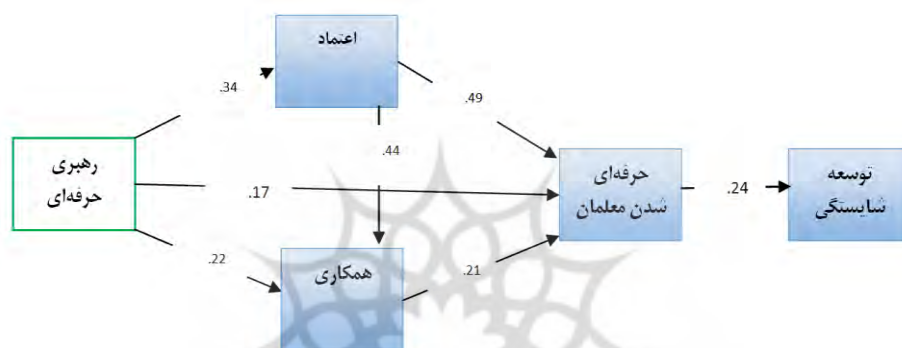 اعتماد
.34
.49
.44
رهبری
حرفه‌ای
.17
حرفه‌ای
شدن معلمان
.24
توسعه
شایستگی
.22
همکاری
.21